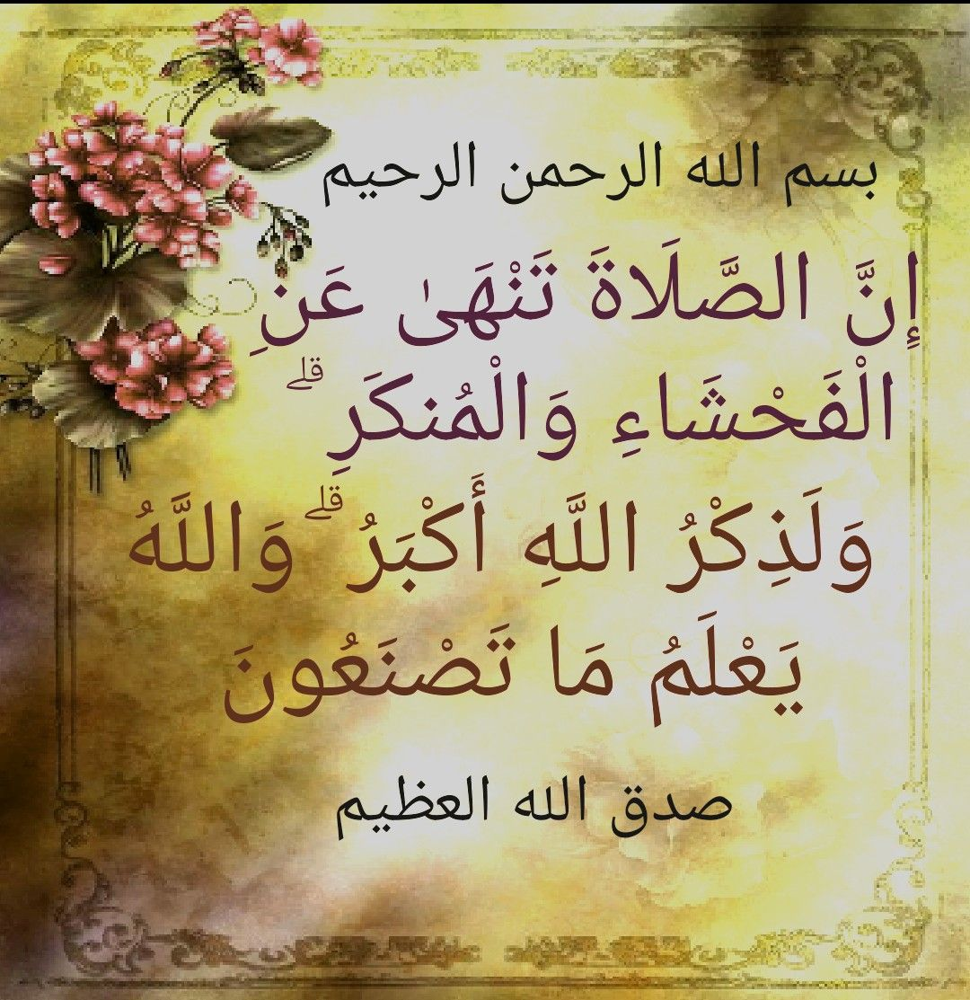 بسم الله الرحمن الرحيم
إِنَّ الصَّلَاةَ تَنْهَىٰ عَنِ
الْفَحْشَاءِ وَالْمُنكَرِ ۗ
وَلَذِكْرُ اللَّهِ أَكْبَرُ ۗ وَاللَّهُ
يَعْلَمُ مَا تَصْنَعُونَ
صدق الله العظيم